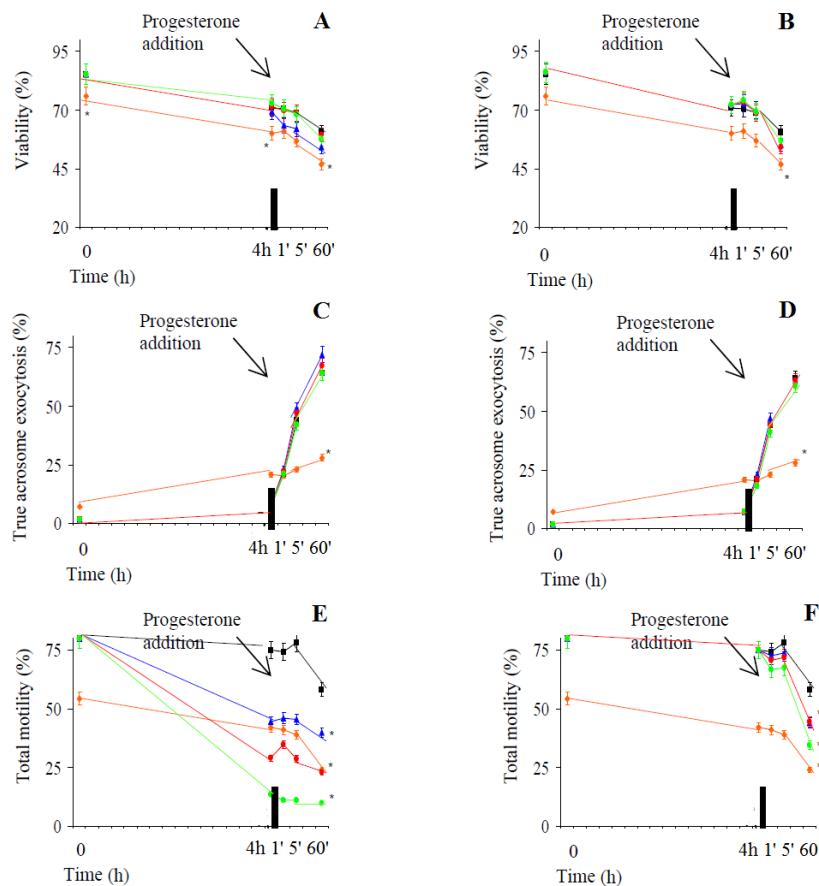 Progesterone
addition
A
Viability (%)
95
70
45
20
0
4h 1' 5' 60'
Time (h)
Progesterone
addition
B
Viability (%)
95
70
45
20
0
4h 1' 5' 60'
Time (h)
Progesterone
addition
C
True acrosome exocytosis (%)
75
50
25
0
0
4h 1' 5' 60'
Time (h)
Progesterone
addition
D
True acrosome exocytosis (%)
75
50
25
0
0
4h 1' 5' 60'
Time (h)
Progesterone
addition
E
Total motility (%)
75
50
25
0
0
4h 1' 5' 60'
Time (h)
Progesterone
addition
F
Total motility (%)
75
50
25
0
0
4h 1' 5' 60'
Time (h)